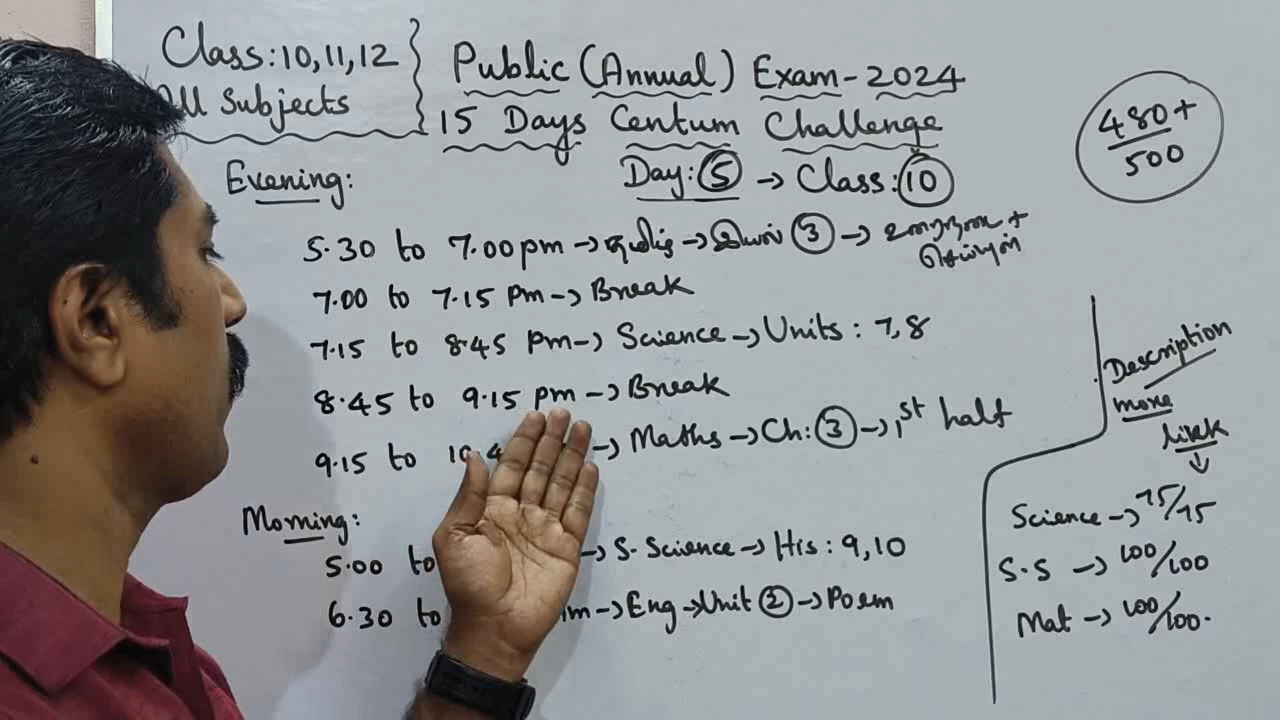 Class: 10, 11, 12
All Subjects
Public (Annual) Exam - 2024
15 Days Centum Challenge
Day: 5 → Class: 10
480+
500
Evening:
5.30 to 7.00pm → தமிழ் → இயல் 3 → உரைநடை +
செய்யுள்
7.00 to 7.15 pm → Break
7.15 to 8.45 pm → Science → Units: 7, 8
8.45 to 9.15 pm → Break
9.15 to → Maths → Ch: 3 → 1st half
Morning:
5.00 to → S. Science → His: 9, 10
6.30 to → Eng → Unit 2 → Poem
Description
more
link
↓
Science → 75/75
S.S → 100/100
Mat → 100/100.